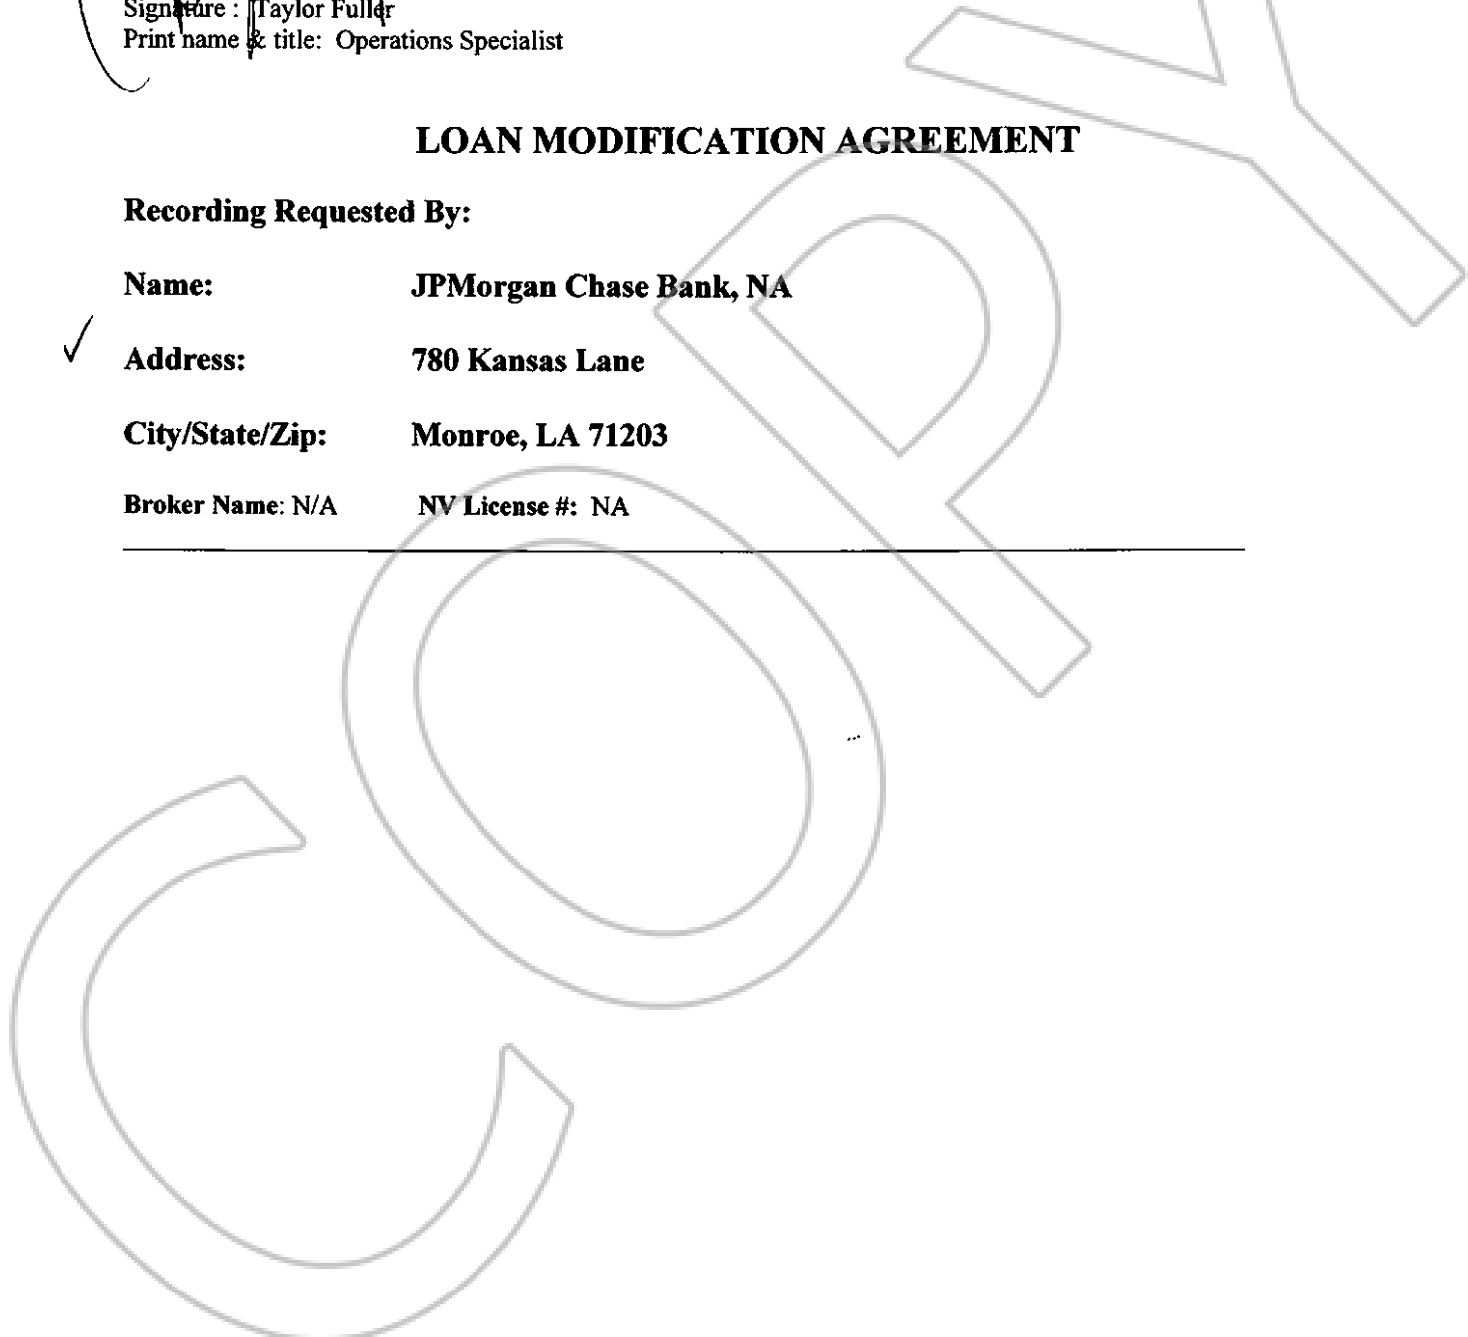 Signature : Taylor Fuller
Print name & title: Operations Specialist
LOAN MODIFICATION AGREEMENT
Recording Requested By:
Name: JPMorgan Chase Bank, NA
Address: 780 Kansas Lane
City/State/Zip: Monroe, LA 71203
Broker Name: N/A NV License #: NA
COPY